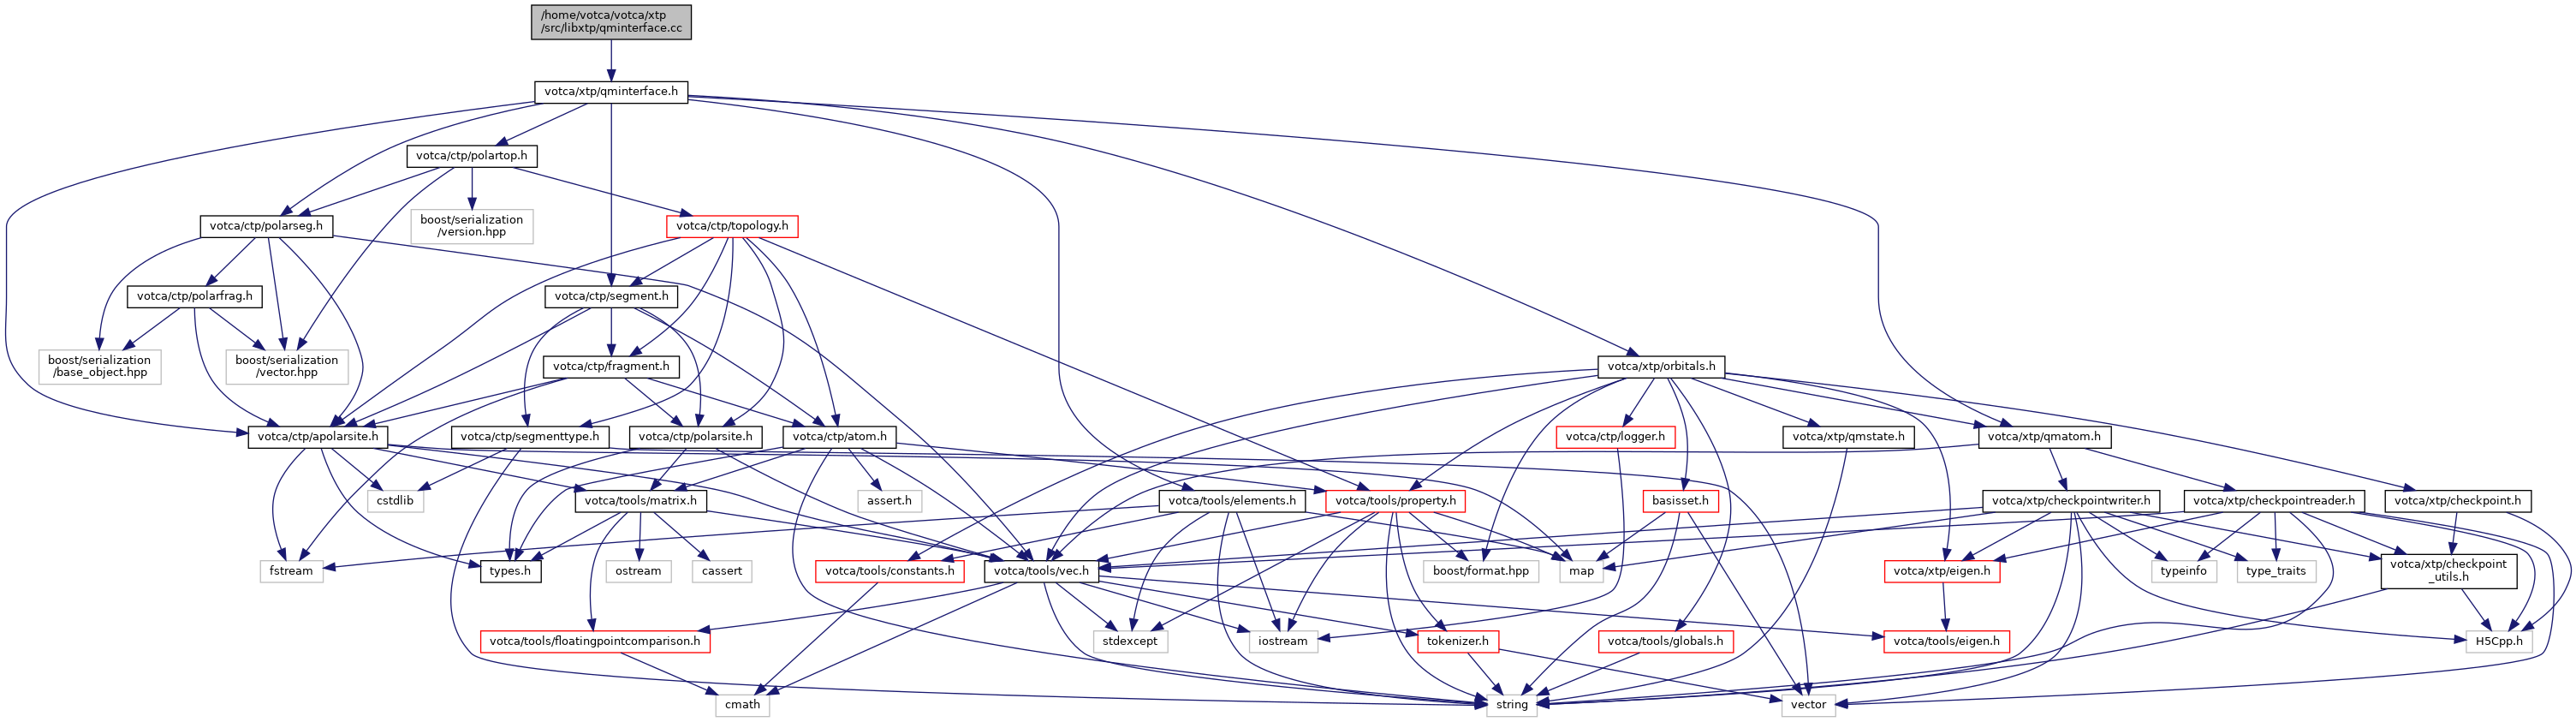 /home/votca/votca/xtp
/src/libxtp/qminterface.cc
votca/xtp/qminterface.h
votca/ctp/polartop.h
votca/ctp/polarseg.h
boost/serialization
/version.hpp
votca/ctp/topology.h
votca/ctp/polarfrag.h
votca/ctp/segment.h
boost/serialization
/base_object.hpp
boost/serialization
/vector.hpp
votca/ctp/fragment.h
votca/xtp/orbitals.h
votca/ctp/apolarsite.h
votca/ctp/segmenttype.h
votca/ctp/polarsite.h
votca/ctp/atom.h
votca/ctp/logger.h
votca/xtp/qmstate.h
votca/xtp/qmatom.h
cstdlib
votca/tools/matrix.h
assert.h
votca/tools/elements.h
votca/tools/property.h
basisset.h
votca/xtp/checkpointwriter.h
votca/xtp/checkpointreader.h
votca/xtp/checkpoint.h
fstream
types.h
ostream
cassert
votca/tools/constants.h
votca/tools/vec.h
boost/format.hpp
map
votca/xtp/eigen.h
typeinfo
type_traits
votca/xtp/checkpoint
_utils.h
votca/tools/floatingpointcomparison.h
stdexcept
iostream
tokenizer.h
votca/tools/globals.h
votca/tools/eigen.h
H5Cpp.h
cmath
string
vector